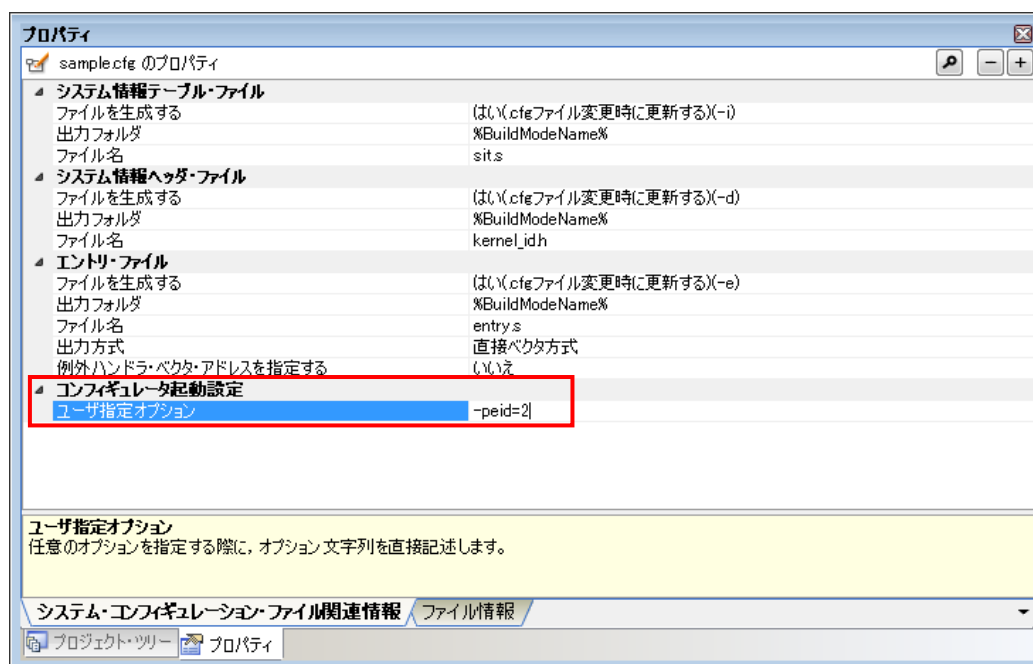 プロパティ
sample.cfg のプロパティ
システム情報テーブル・ファイル
ファイルを生成する はい(.cfgファイル変更時に更新する)(-i)
出力フォルダ %BuildModeName%
ファイル名 sit.s
システム情報ヘッダ・ファイル
ファイルを生成する はい(.cfgファイル変更時に更新する)(-d)
出力フォルダ %BuildModeName%
ファイル名 kernel_id.h
エントリ・ファイル
ファイルを生成する はい(.cfgファイル変更時に更新する)(-e)
出力フォルダ %BuildModeName%
ファイル名 entry.s
出力方式 直接ベクタ方式
例外ハンドラ・ベクタ・アドレスを指定する いいえ
コンフィギュレータ起動設定
ユーザ指定オプション -peid=2
ユーザ指定オプション
任意のオプションを指定する際に，オプション文字列を直接記述します。
システム・コンフィギュレーション・ファイル関連情報 ファイル情報
プロジェクト・ツリー プロパティ